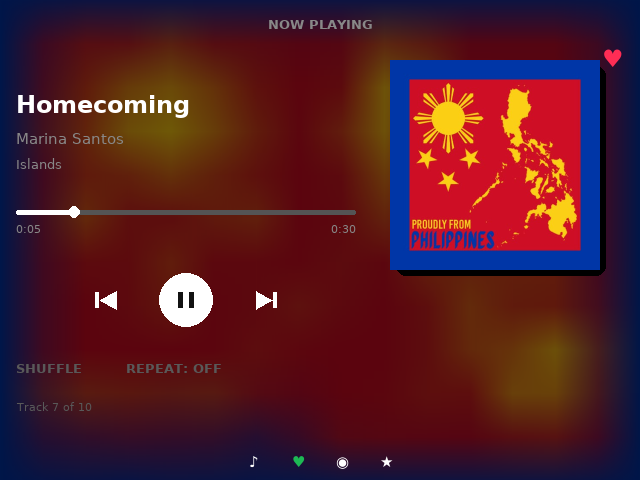 NOW PLAYING
Homecoming
Marina Santos
Islands
0:05
0:30
SHUFFLE
REPEAT: OFF
Track 7 of 10
PROUDLY FROM
PHILIPPINES